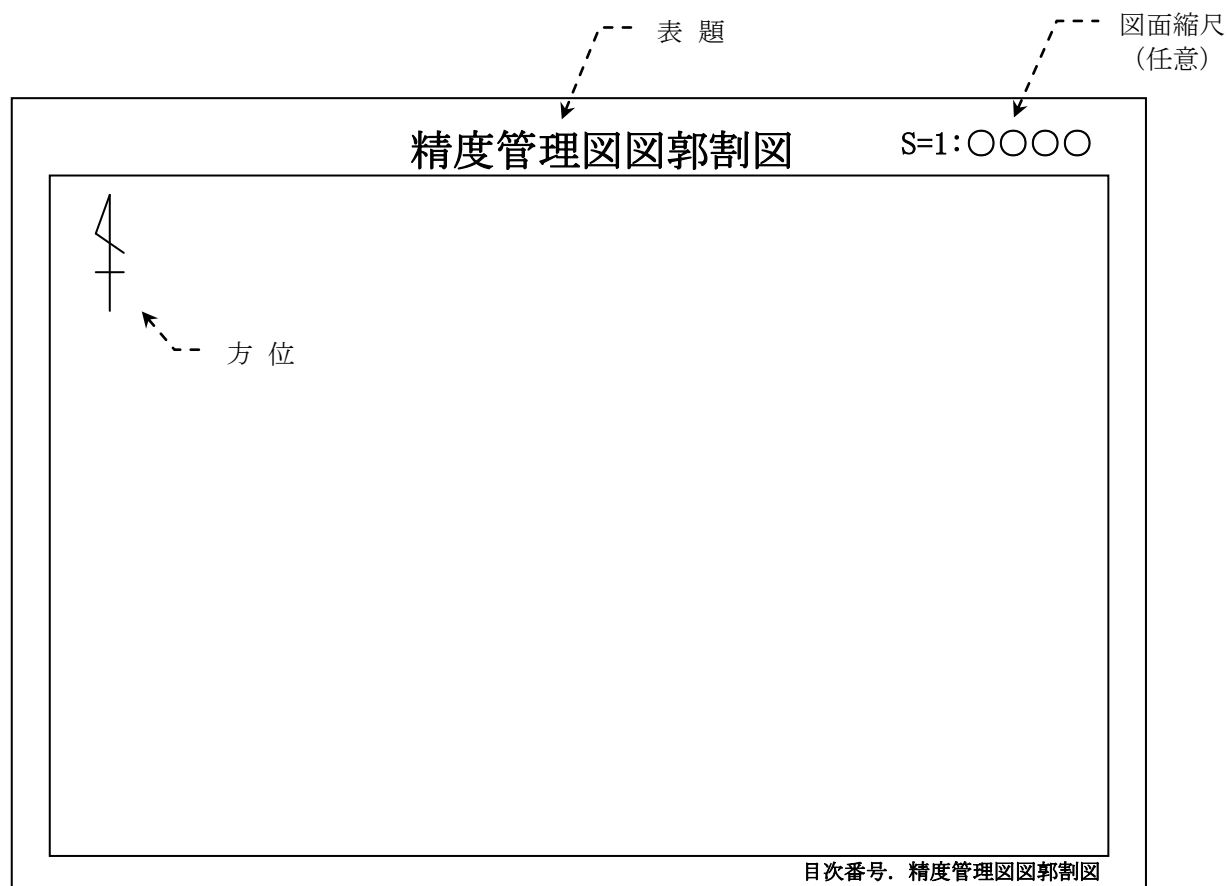 表 題
図面縮尺
(任意)
精度管理図図郭割図
S=1:○○○○
方 位
目次番号. 精度管理図図郭割図